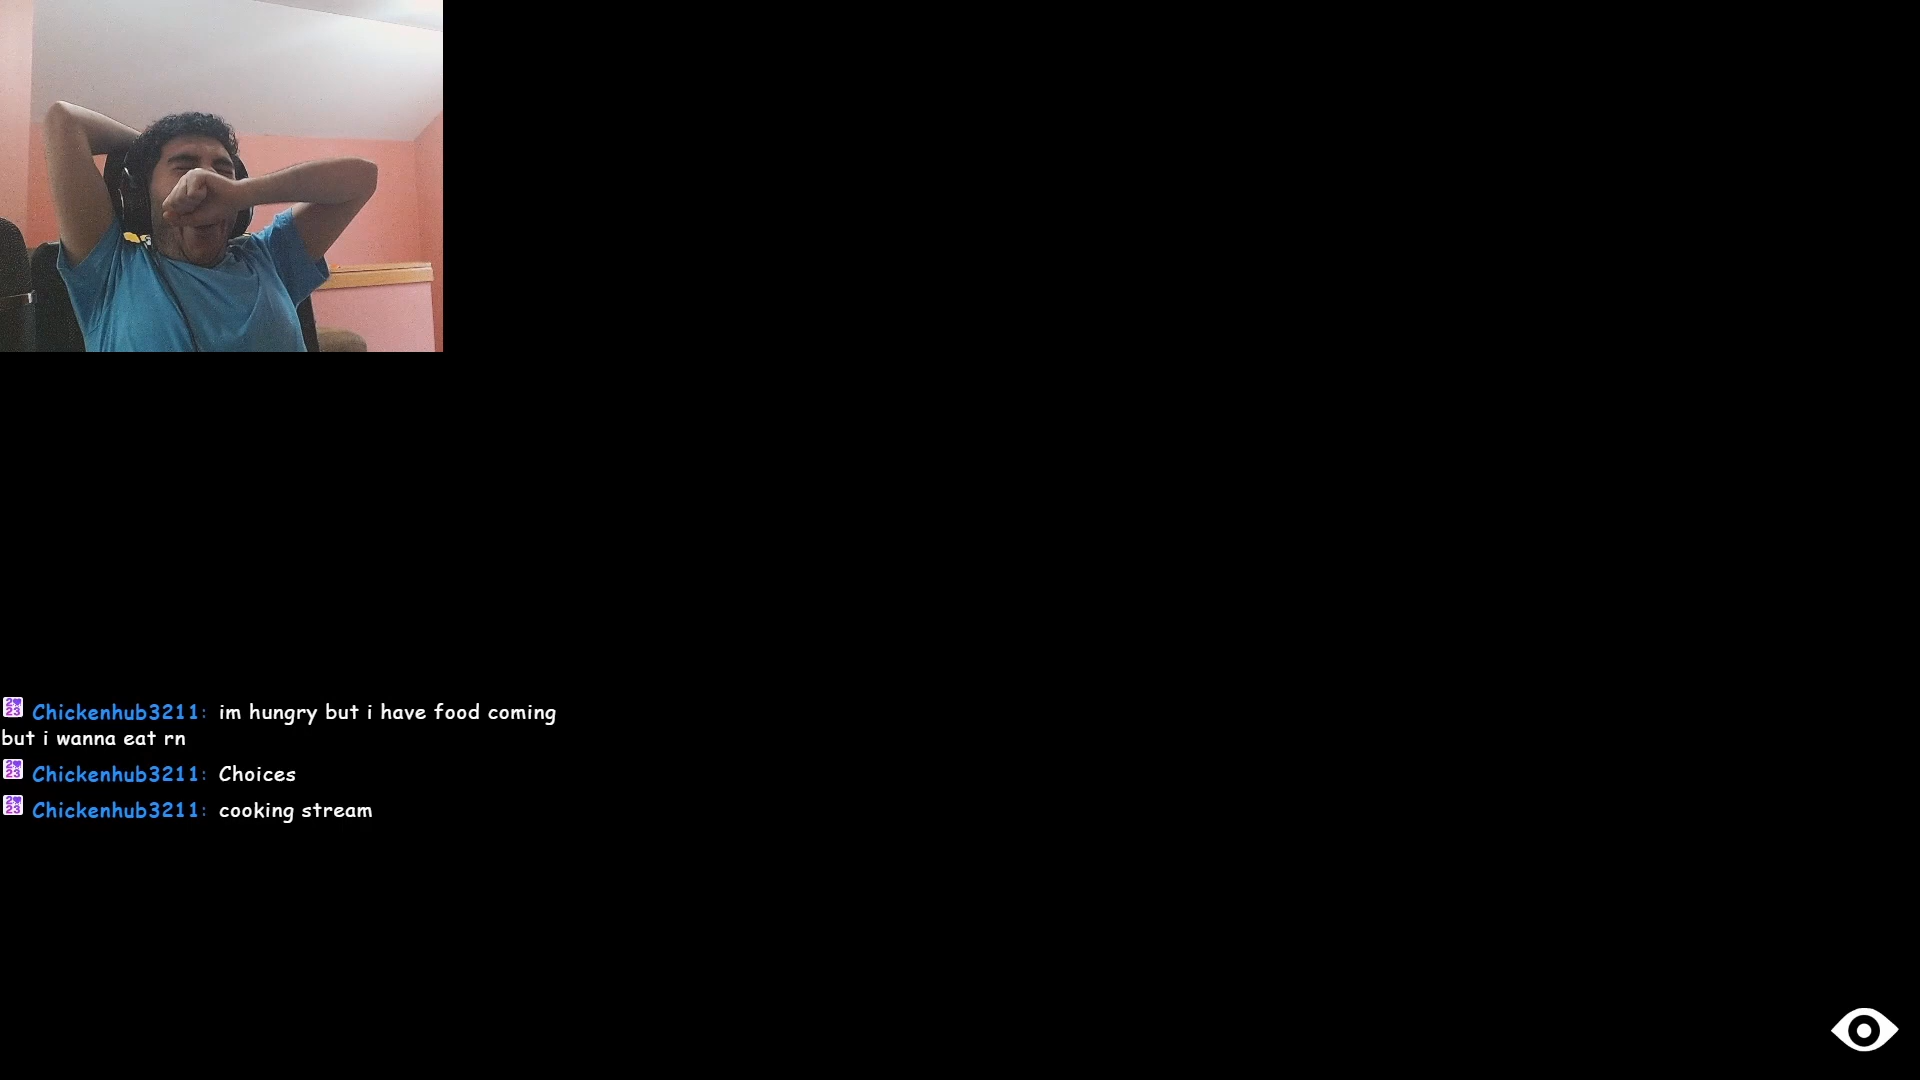 Chickenhub3211: im hungry but i have food coming
but i wanna eat rn
Chickenhub3211: Choices
Chickenhub3211: cooking stream